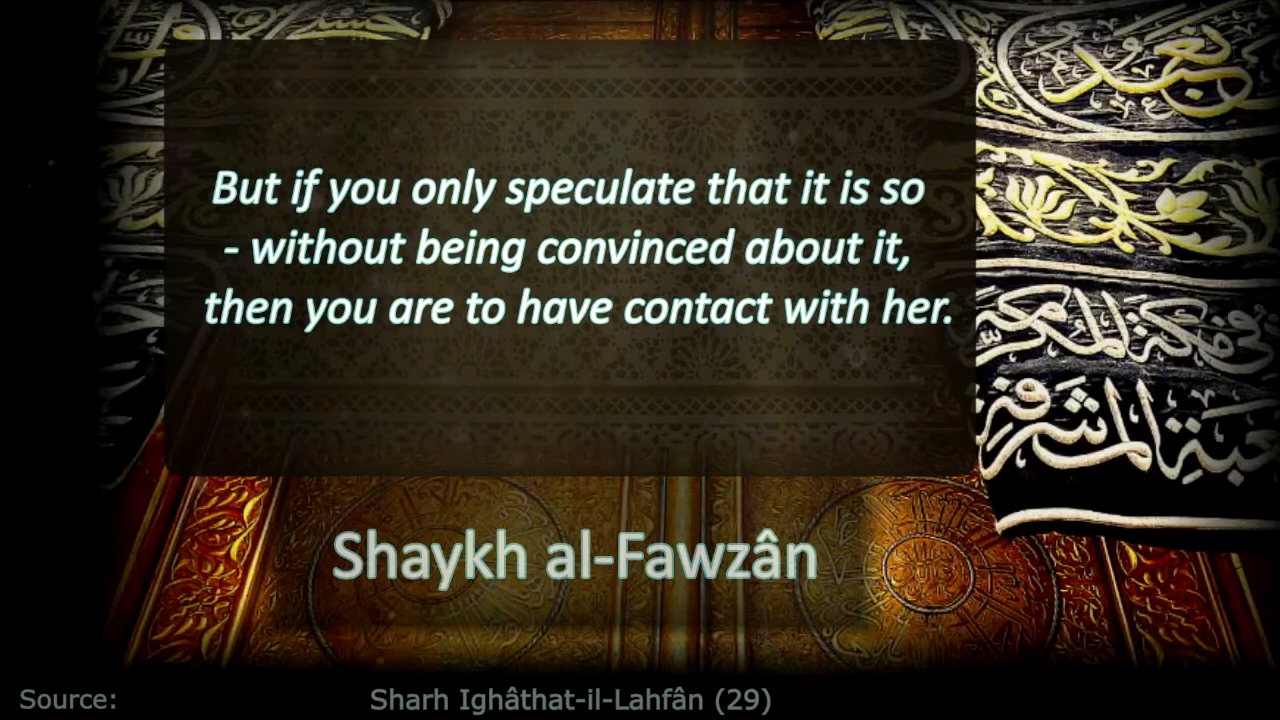 But if you only speculate that it is so
- without being convinced about it,
then you are to have contact with her.
Shaykh al-Fawzân
Source: Sharh Ighâthat-il-Lahfân (29)